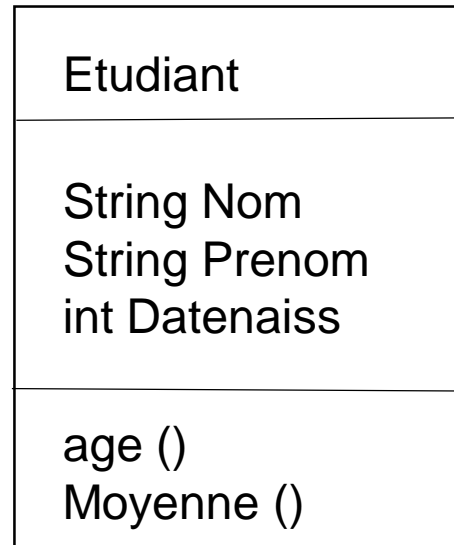 Etudiant
String Nom
String Prenom
int Datenaiss
age ()
Moyenne ()